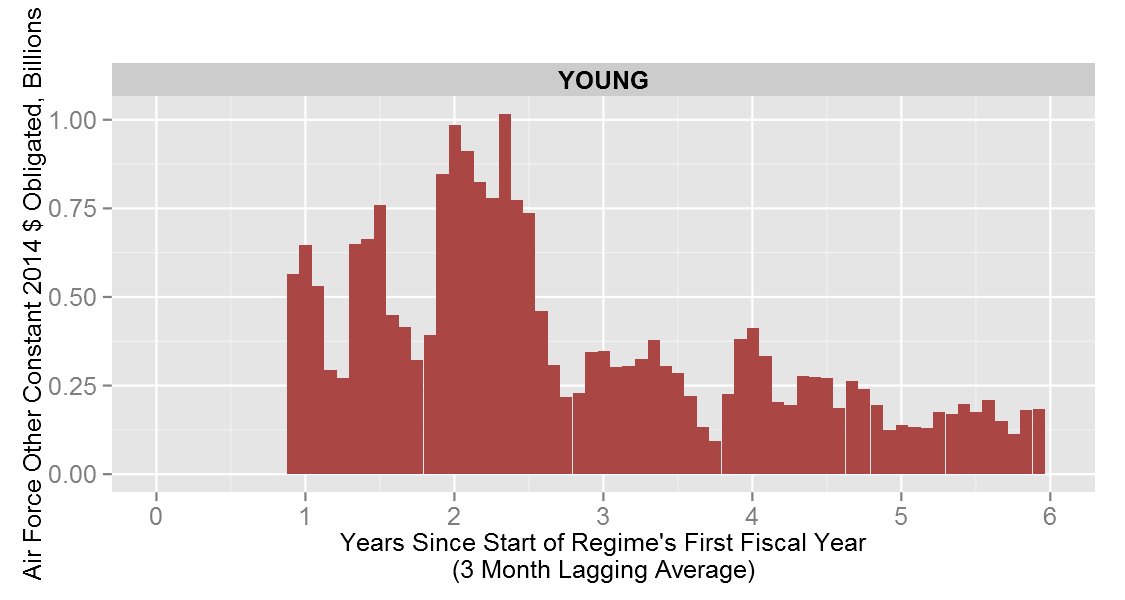 YOUNG
Air Force Other Constant 2014 $ Obligated, Billions
1.00
0.75
0.50
0.25
0.00
0 1 2 3 4 5 6
Years Since Start of Regime's First Fiscal Year
(3 Month Lagging Average)